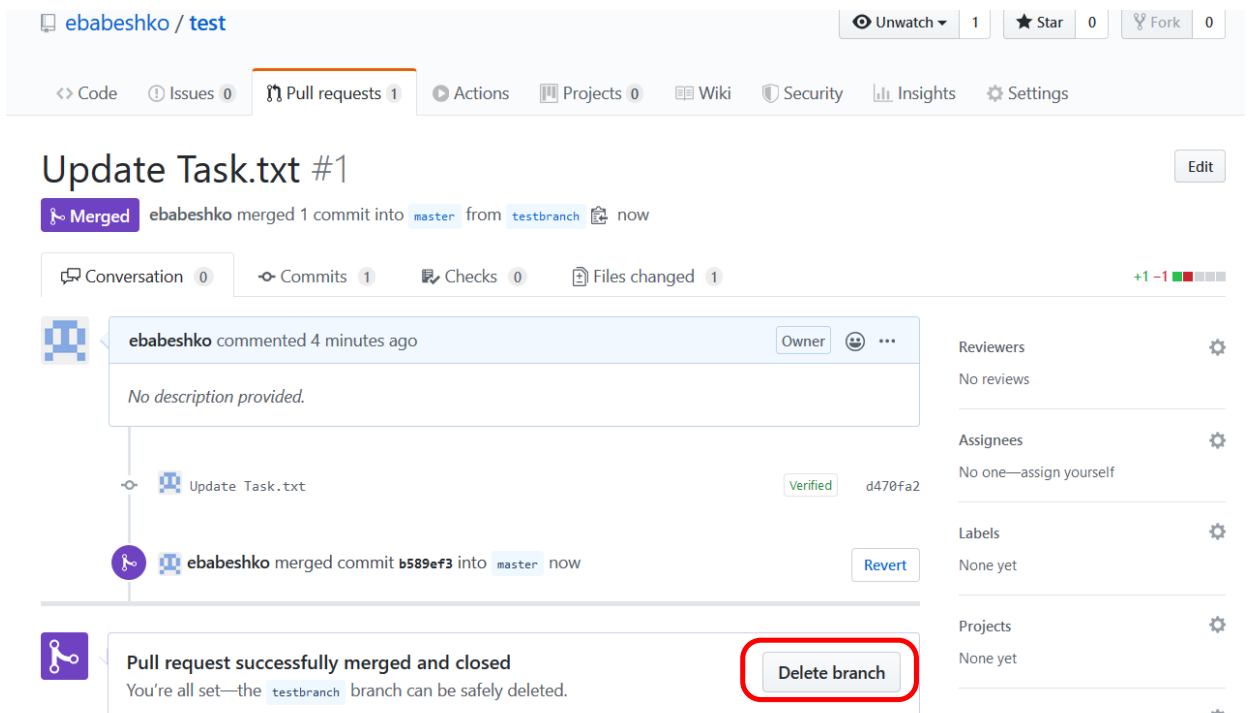 ebabeshko / test
Unwatch 1 Star 0 Fork 0
Code Issues 0 Pull requests 1 Actions Projects 0 Wiki Security Insights Settings
Update Task.txt #1
Edit
Merged ebabeshko merged 1 commit into master from testbranch now
Conversation 0 Commits 1 Checks 0 Files changed 1
+1 −1
ebabeshko commented 4 minutes ago
Owner
No description provided.
Update Task.txt
Verified d470fa2
ebabeshko merged commit b589ef3 into master now
Revert
Pull request successfully merged and closed
You're all set—the testbranch branch can be safely deleted.
Delete branch
Reviewers
No reviews
Assignees
No one—assign yourself
Labels
None yet
Projects
None yet